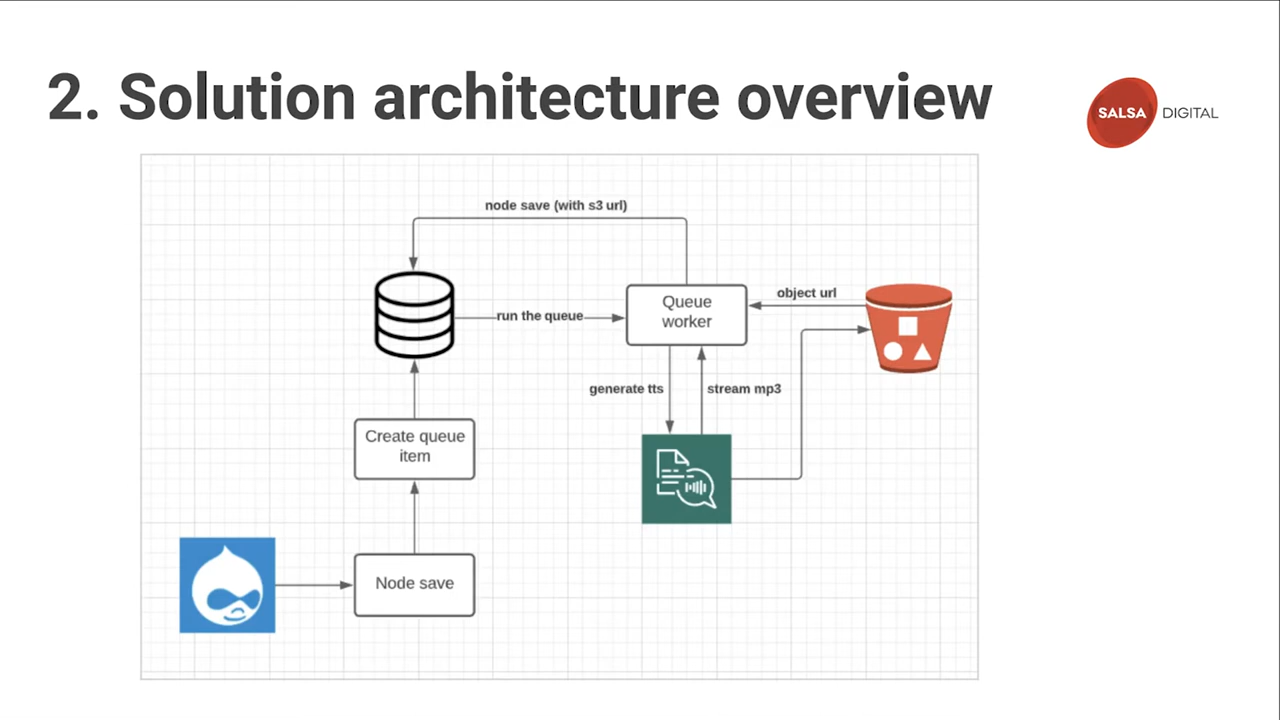 2. Solution architecture overview
SALSA DIGITAL
node save (with s3 url)
run the queue
Queue
worker
object url
generate tts
stream mp3
Create queue
item
Node save